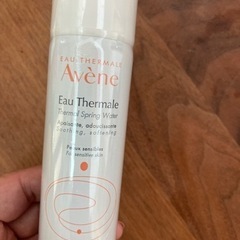 EAU THERMALE
Avène
Eau Thermale
Thermal Spring Water
Apaisante, adoucissante
Soothing, softening
Peaux sensibles
For sensitive skin